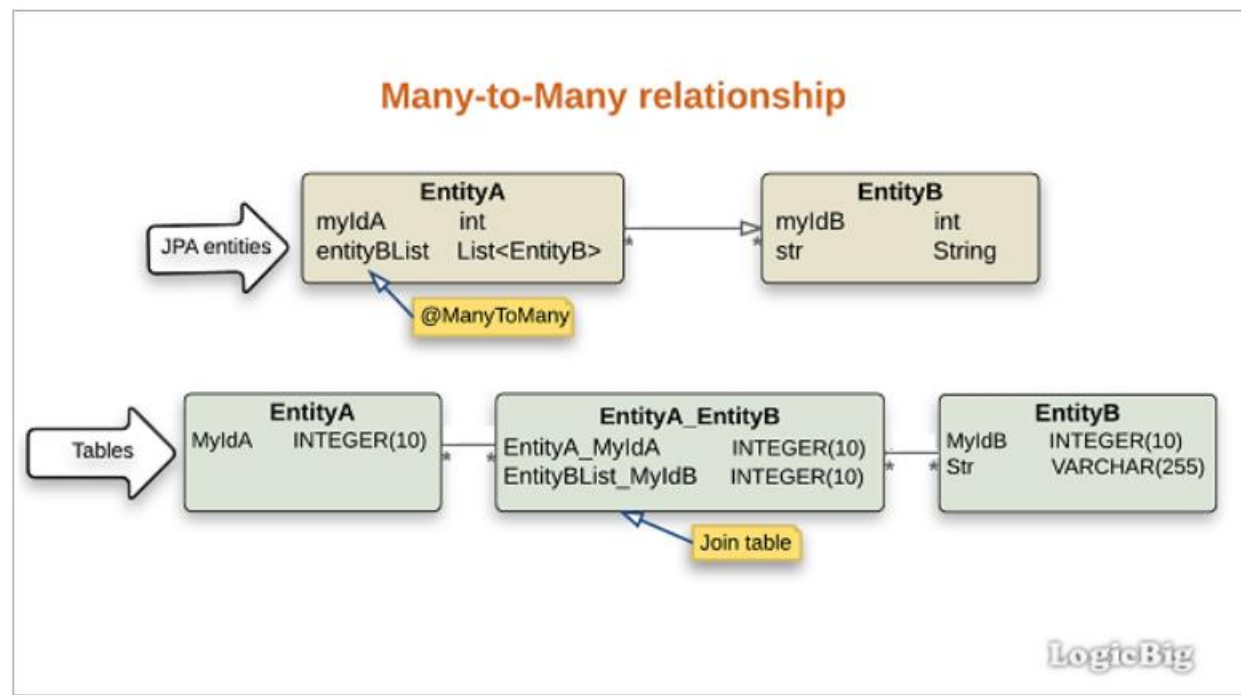 Many-to-Many relationship
EntityA
myIdA int
entityBList List<EntityB>
EntityB
myIdB int
str String
JPA entities
* *
@ManyToMany
Tables
EntityA
MyIdA INTEGER(10)
EntityA_EntityB
EntityA_MyIdA INTEGER(10)
EntityBList_MyIdB INTEGER(10)
EntityB
MyIdB INTEGER(10)
Str VARCHAR(255)
* * * *
Join table
LogicBig